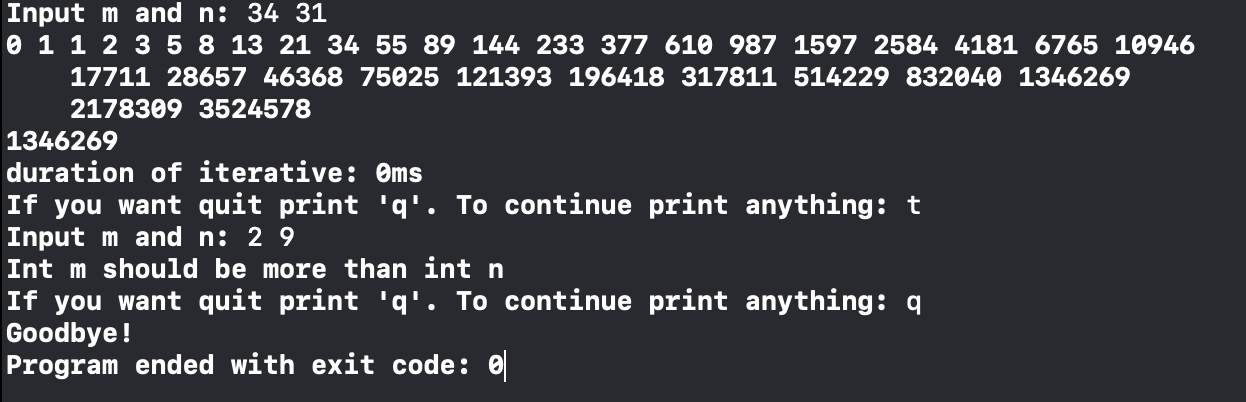 Input m and n: 34 31
0 1 1 2 3 5 8 13 21 34 55 89 144 233 377 610 987 1597 2584 4181 6765 10946
17711 28657 46368 75025 121393 196418 317811 514229 832040 1346269
2178309 3524578
1346269
duration of iterative: 0ms
If you want quit print 'q'. To continue print anything: t
Input m and n: 2 9
Int m should be more than int n
If you want quit print 'q'. To continue print anything: q
Goodbye!
Program ended with exit code: 0